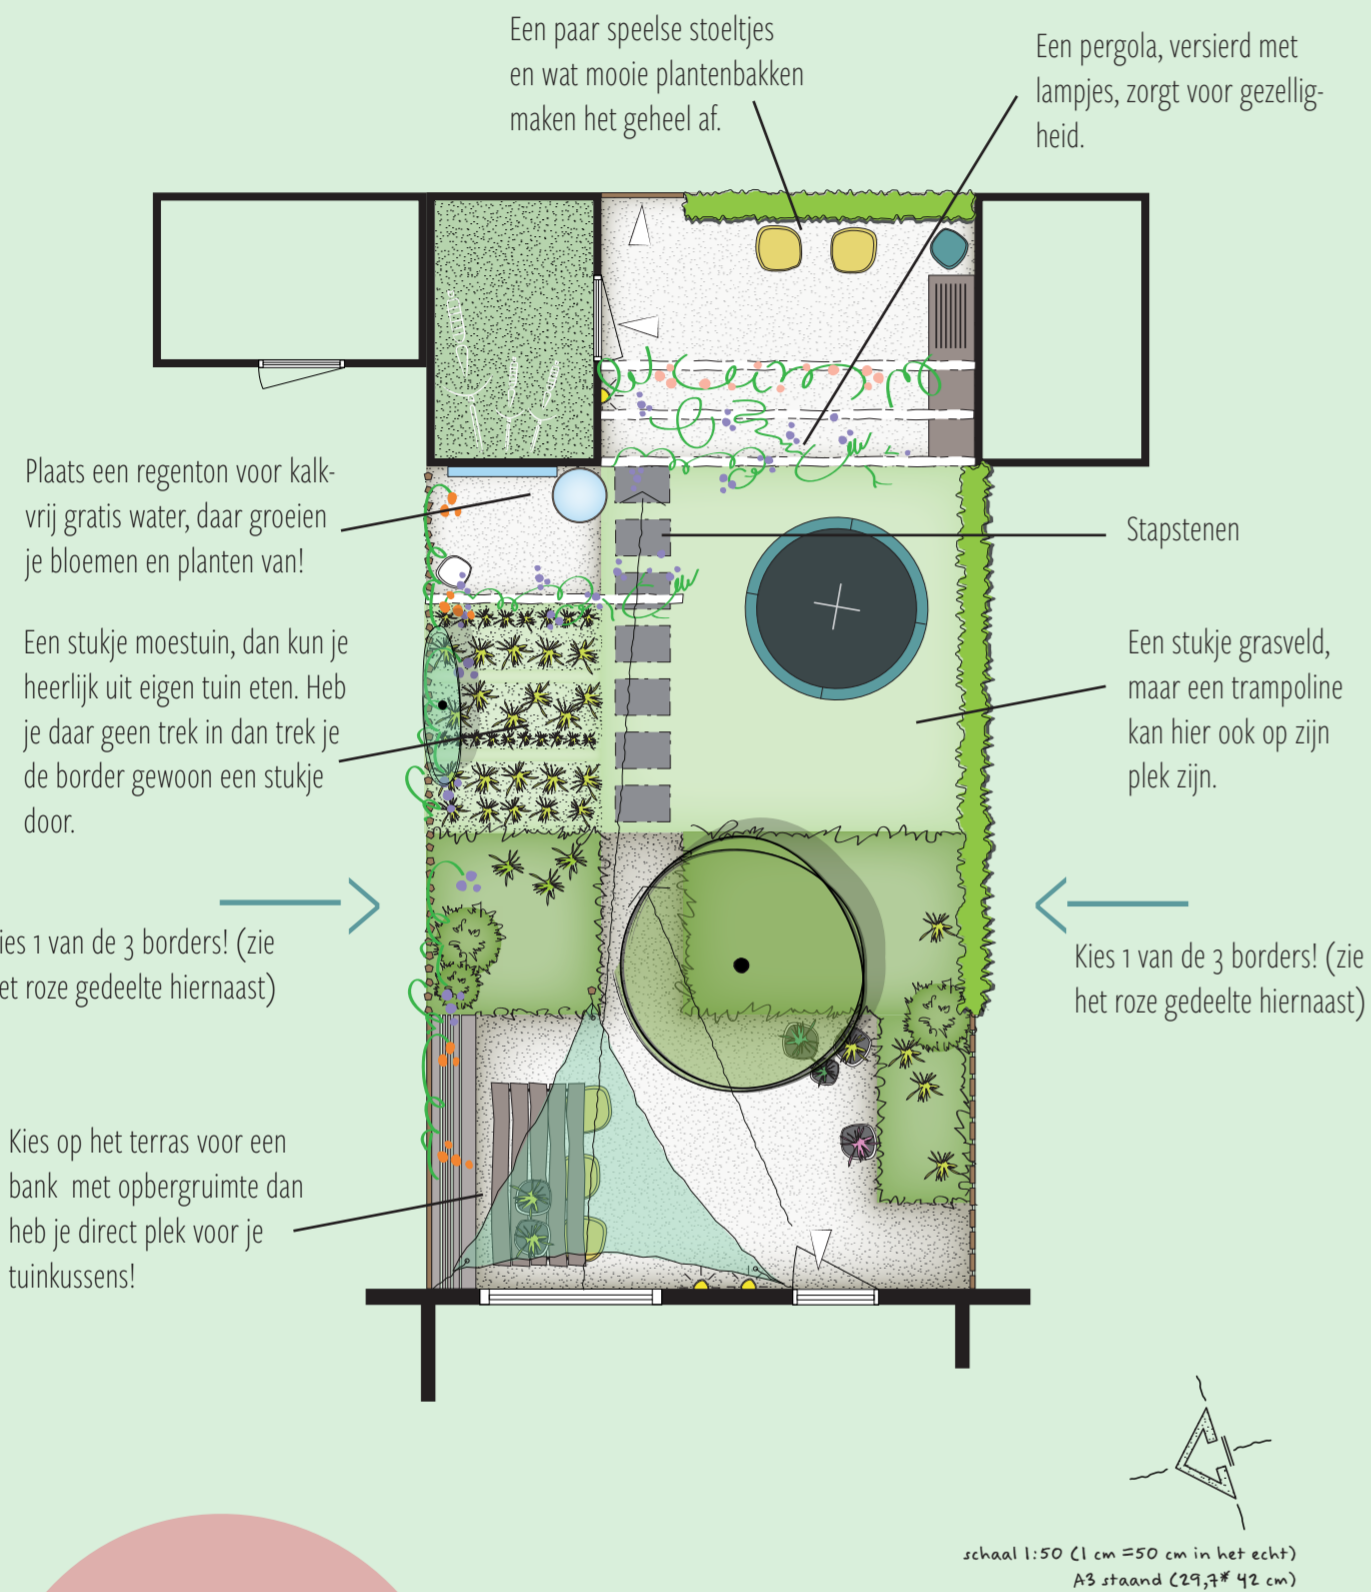 Een paar speelse stoeltjes
en wat mooie plantenbakken
maken het geheel af.
Een pergola, versierd met
lampjes, zorgt voor gezellig-
heid.
Plaats een regenton voor kalk-
vrij gratis water, daar groeien
je bloemen en planten van!
Stapstenen
Een stukje moestuin, dan kun je
heerlijk uit eigen tuin eten. Heb
je daar geen trek in dan trek je
de border gewoon een stukje
door.
Een stukje grasveld,
maar een trampoline
kan hier ook op zijn
plek zijn.
ies 1 van de 3 borders! (zie
et roze gedeelte hiernaast)
Kies 1 van de 3 borders! (zie
het roze gedeelte hiernaast)
Kies op het terras voor een
bank met opbergruimte dan
heb je direct plek voor je
tuinkussens!
schaal 1:50 (1 cm =50 cm in het echt)
A3 staand (29,7* 42 cm)